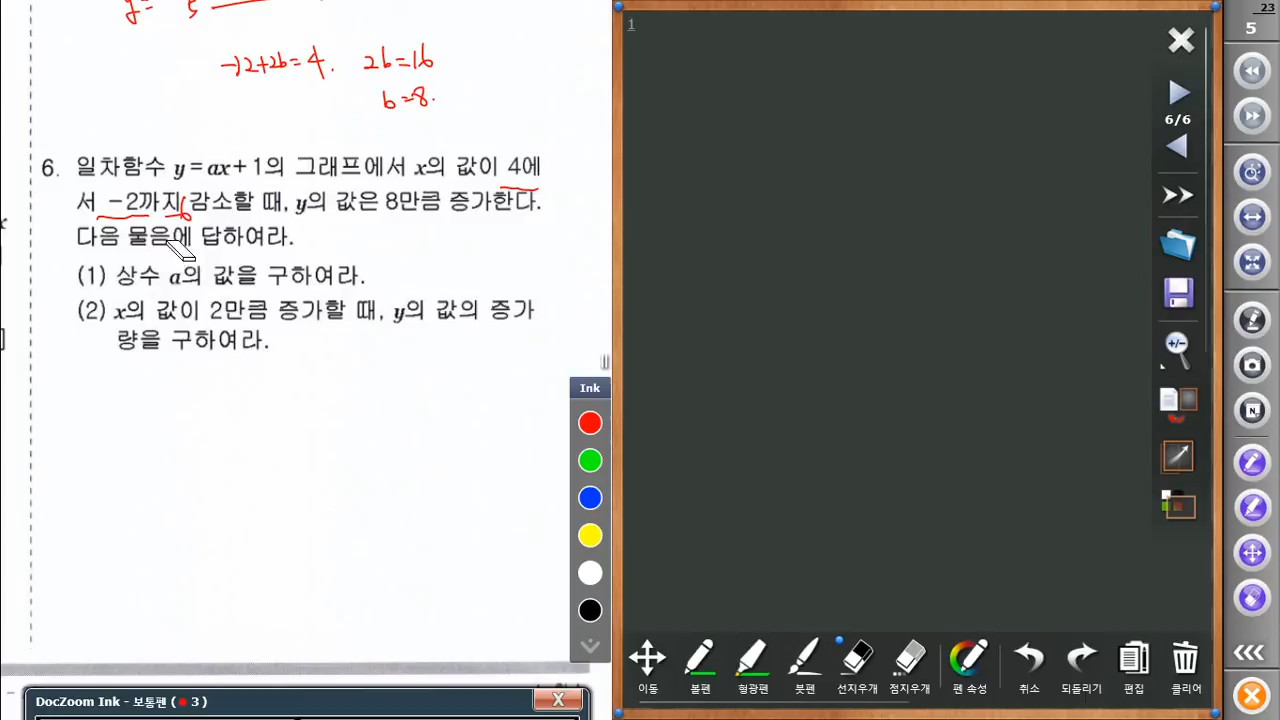 y= 5
-12+2b=4. 2b=16
b=8.
6. 일차함수 y=ax+1의 그래프에서 x의 값이 4에
서 -2까지 감소할 때, y의 값은 8만큼 증가한다.
-6
다음 물음에 답하여라.
(1) 상수 a의 값을 구하여라.
(2) x의 값이 2만큼 증가할 때, y의 값의 증가
량을 구하여라.
x
Ink
DocZoom Ink - 보통펜 ( 3 )
1
6/6
+/-
N
이동
볼펜
형광펜
붓펜
선지우개
점지우개
펜 속성
취소
되돌리기
편집
클리어
23
5